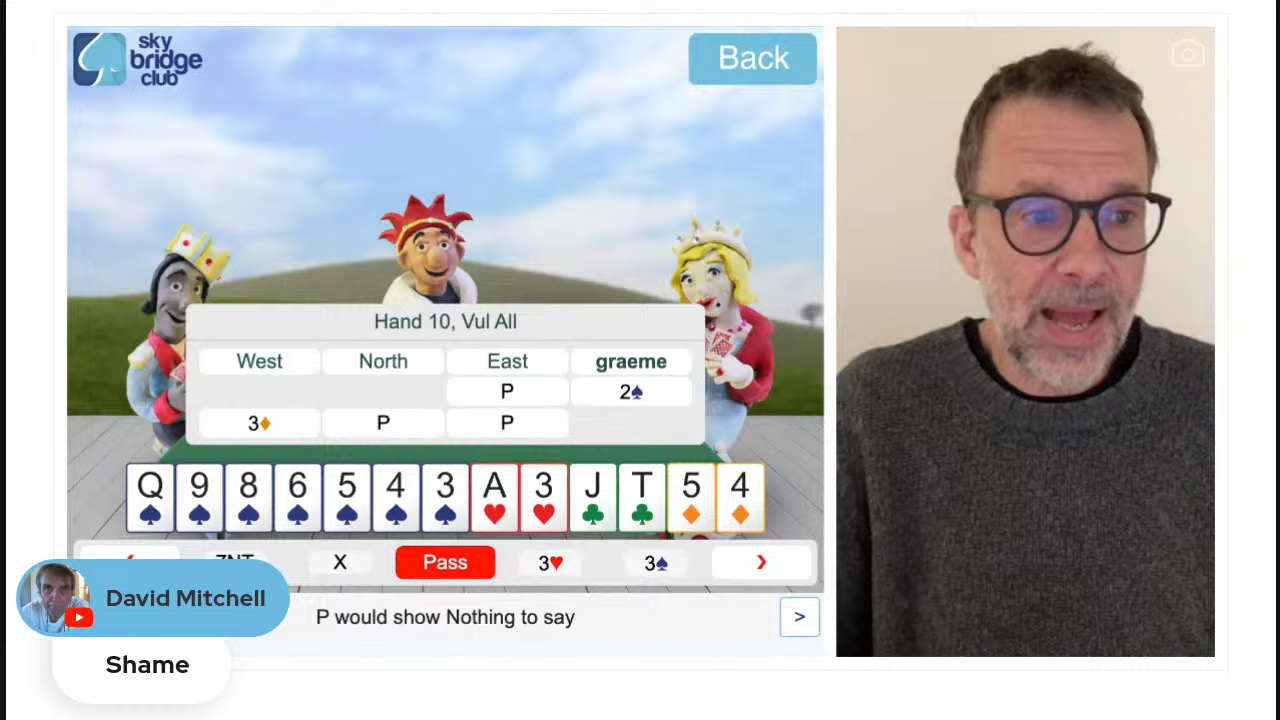 sky
bridge
club
Back
Hand 10, Vul All
West North East graeme
P 2♠
3♦ P P
Q 9 8 6 5 4 3 A 3 J T 5 4
♠ ♠ ♠ ♠ ♠ ♠ ♠ ♥ ♥ ♣ ♣ ♦ ♦
X Pass 3♥ 3♠ >
P would show Nothing to say >
David Mitchell
Shame